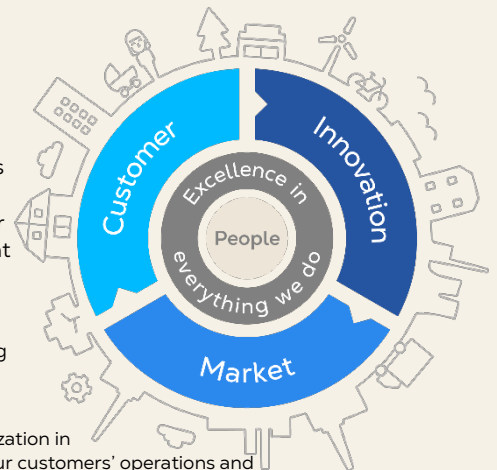 Customer
Innovation
Excellence in
People
everything we do
Market
zation in
ur customers' operations and